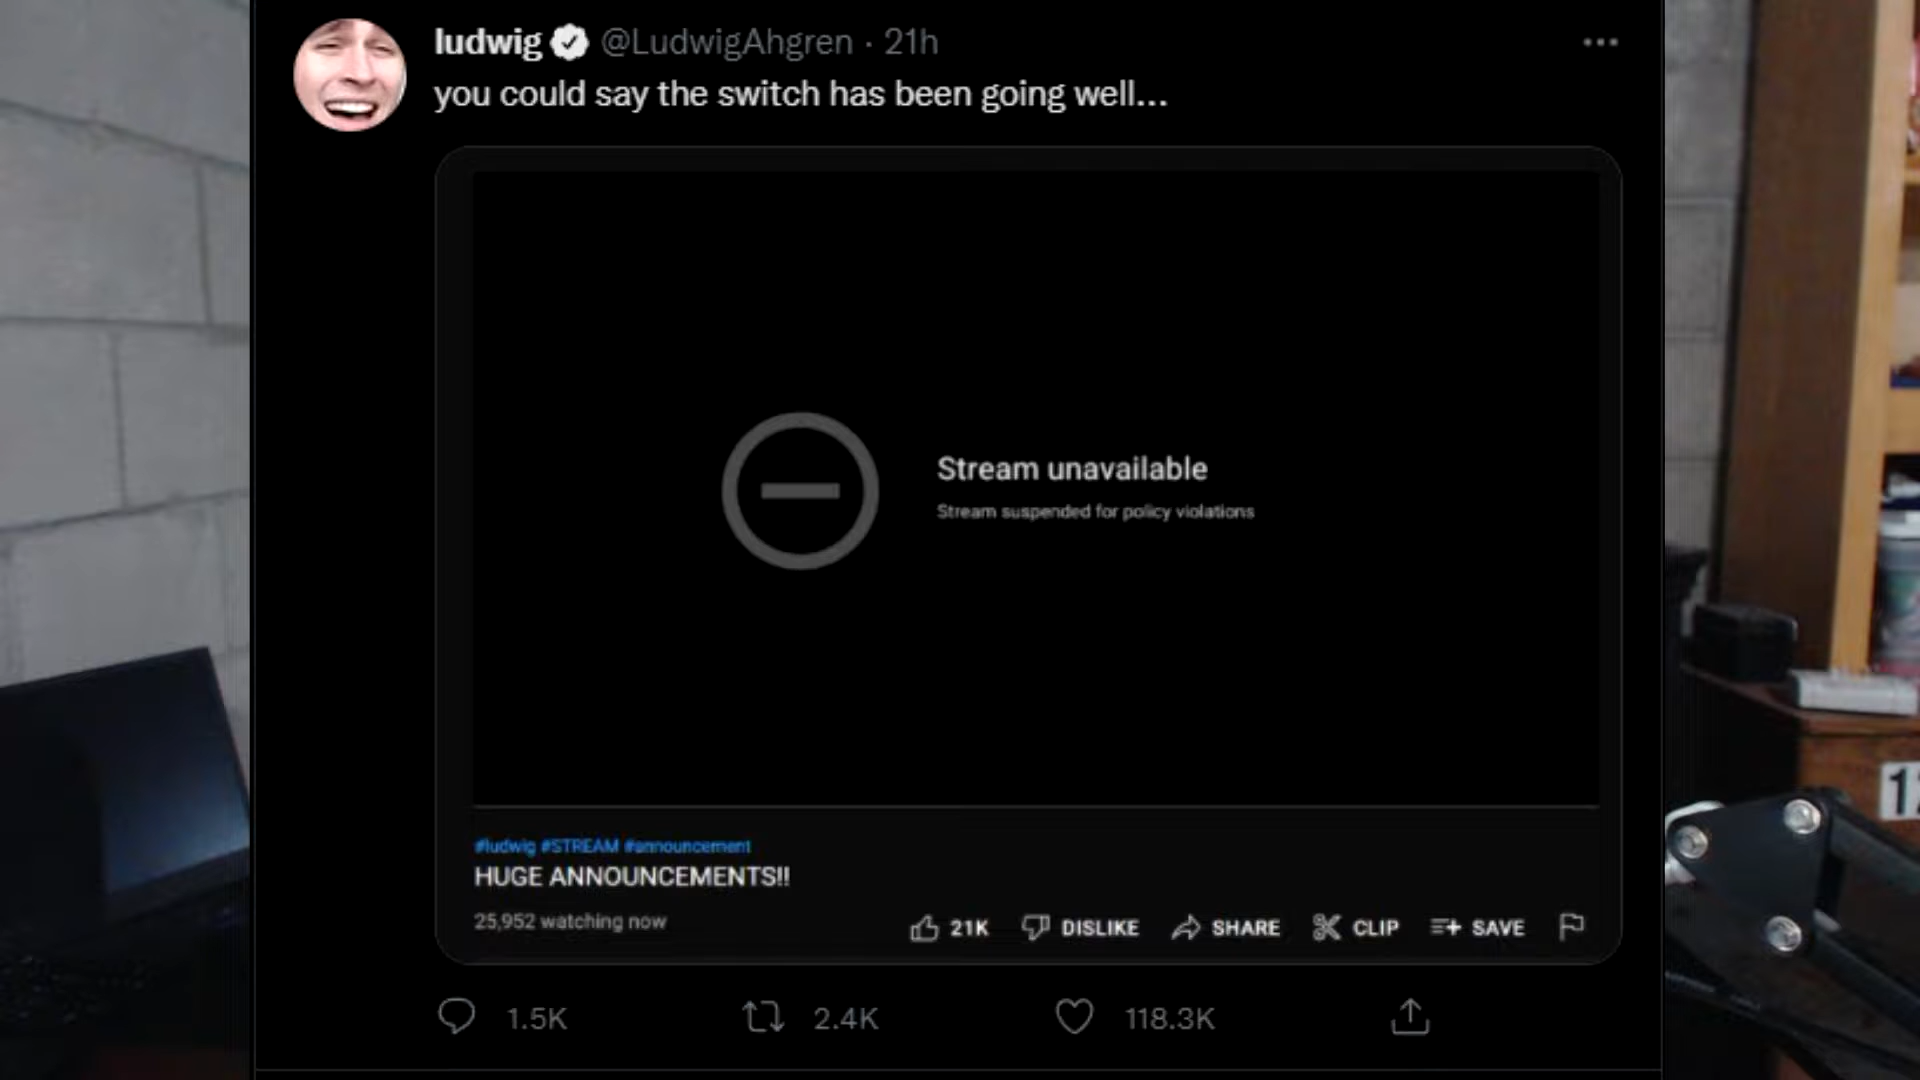 ludwig @LudwigAhgren · 21h
you could say the switch has been going well...
Stream unavailable
Stream suspended for policy violations
#ludwig #STREAM #announcement
HUGE ANNOUNCEMENTS!!
25,952 watching now
21K DISLIKE SHARE CLIP SAVE
1.5K 2.4K 118.3K